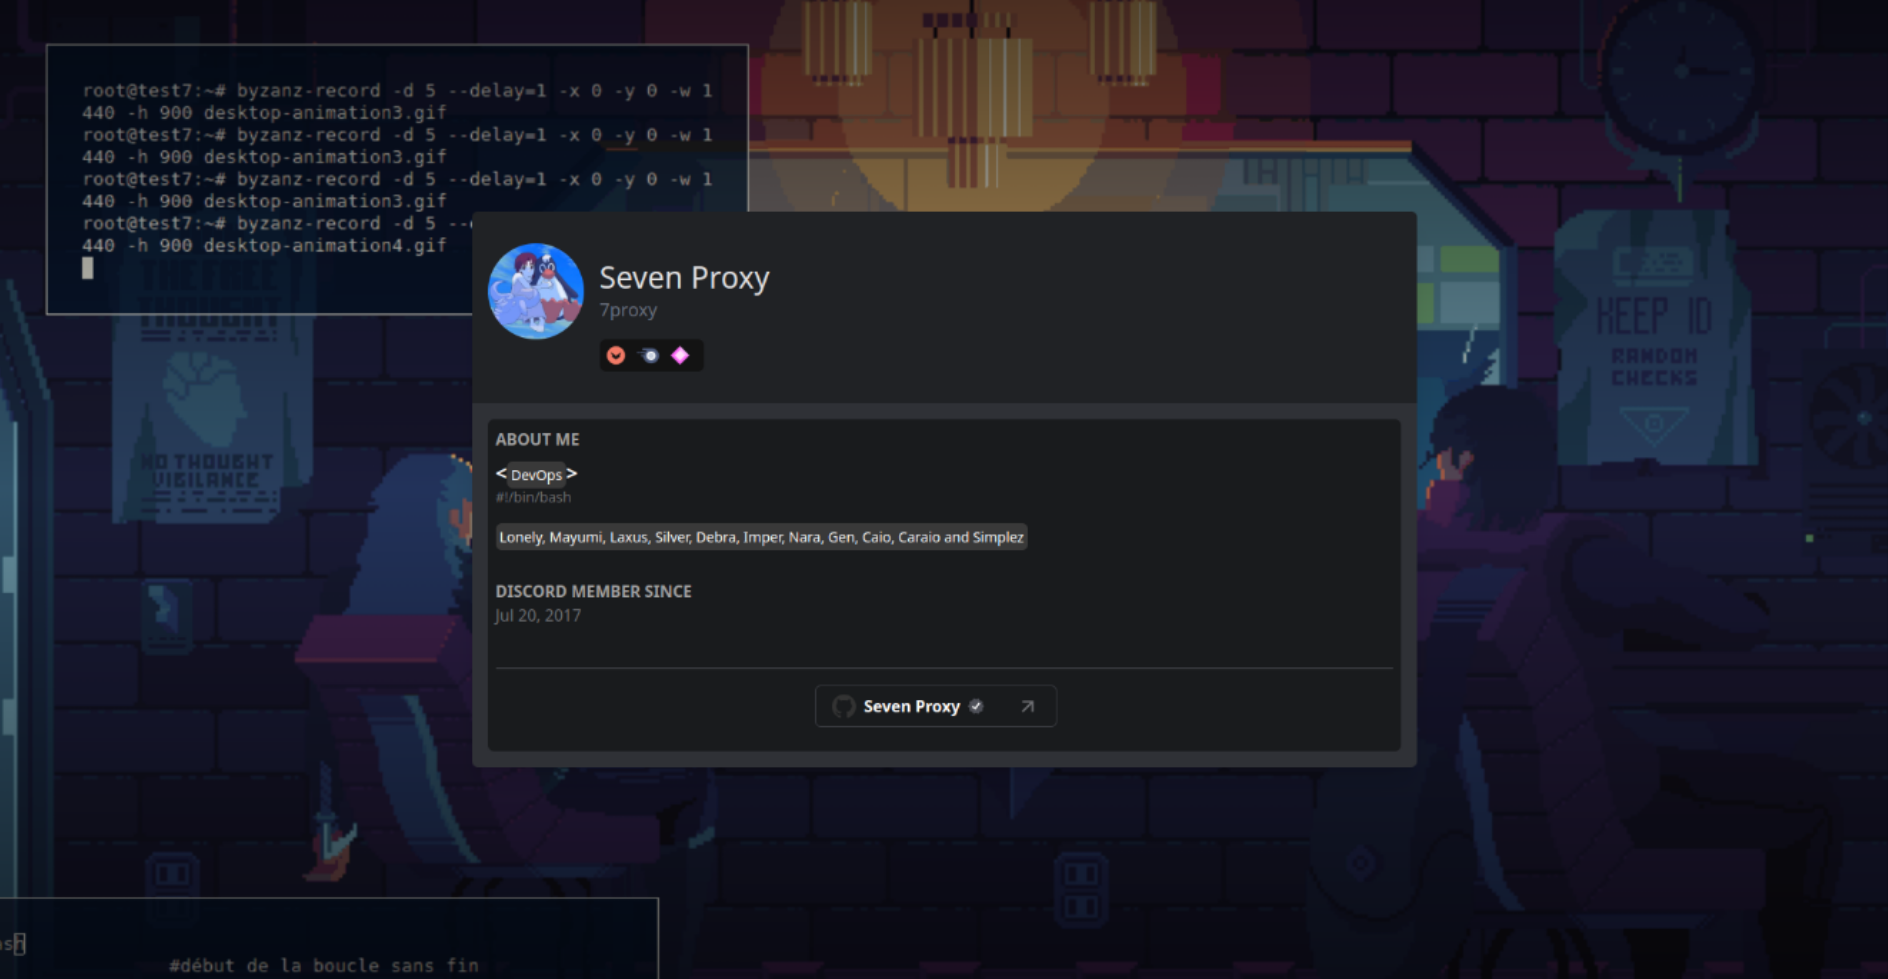 root@test7:~# byzanz-record -d 5 --delay=1 -x 0 -y 0 -w 1
440 -h 900 desktop-animation3.gif
root@test7:~# byzanz-record -d 5 --delay=1 -x 0 -y 0 -w 1
440 -h 900 desktop-animation3.gif
root@test7:~# byzanz-record -d 5 --delay=1 -x 0 -y 0 -w 1
440 -h 900 desktop-animation3.gif
root@test7:~# byzanz-record -d 5 --
440 -h 900 desktop-animation4.gif
THE FREE
THOUGHT
NO THOUGHT
VIGILANCE
Seven Proxy
7proxy
ABOUT ME
<DevOps>
#!/bin/bash
Lonely, Mayumi, Laxus, Silver, Debra, Imper, Nara, Gen, Caio, Caraio and Simplez
DISCORD MEMBER SINCE
Jul 20, 2017
Seven Proxy
KEEP ID
RANDOM
CHECKS
ash
#début de la boucle sans fin